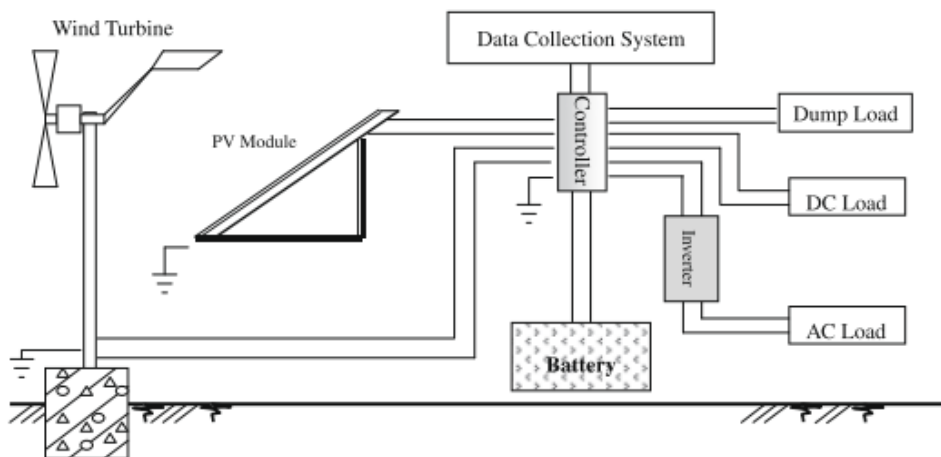 Wind Turbine
Data Collection System
PV Module
Controller
Dump Load
DC Load
Inverter
AC Load
Battery